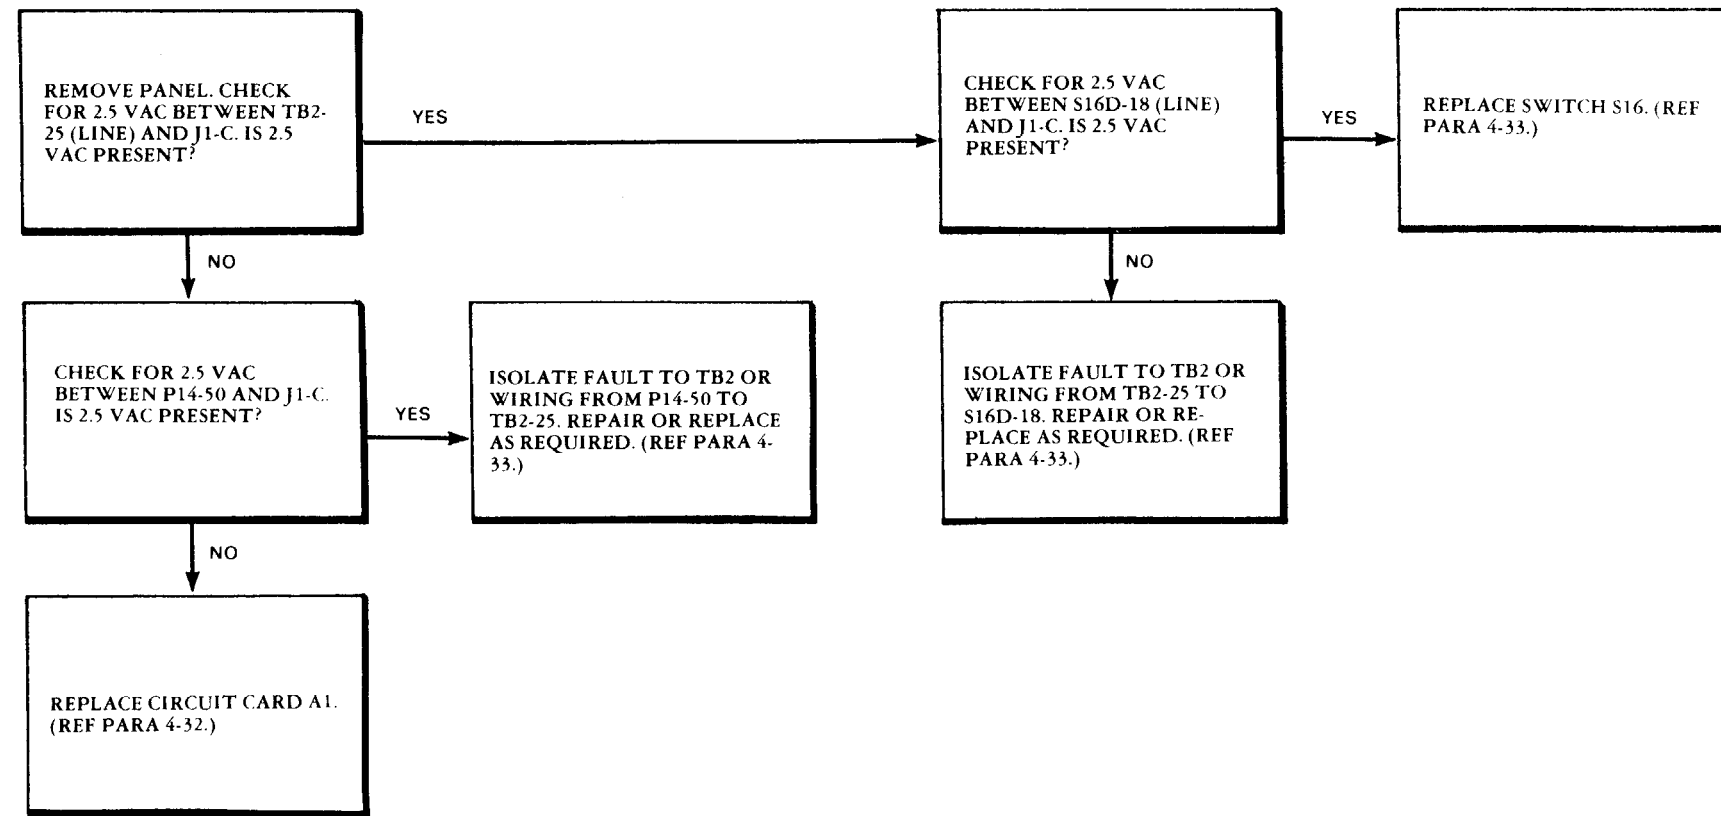 REMOVE PANEL. CHECK
FOR 2.5 VAC BETWEEN TB2-
25 (LINE) AND J1-C. IS 2.5
VAC PRESENT?
YES
CHECK FOR 2.5 VAC
BETWEEN S16D-18 (LINE)
AND J1-C. IS 2.5 VAC
PRESENT?
YES
REPLACE SWITCH S16. (REF
PARA 4-33.)
NO
NO
CHECK FOR 2.5 VAC
BETWEEN P14-50 AND J1-C.
IS 2.5 VAC PRESENT?
YES
ISOLATE FAULT TO TB2 OR
WIRING FROM P14-50 TO
TB2-25. REPAIR OR REPLACE
AS REQUIRED. (REF PARA 4-
33.)
ISOLATE FAULT TO TB2 OR
WIRING FROM TB2-25 TO
S16D-18. REPAIR OR RE-
PLACE AS REQUIRED. (REF
PARA 4-33.)
NO
REPLACE CIRCUIT CARD A1.
(REF PARA 4-32.)